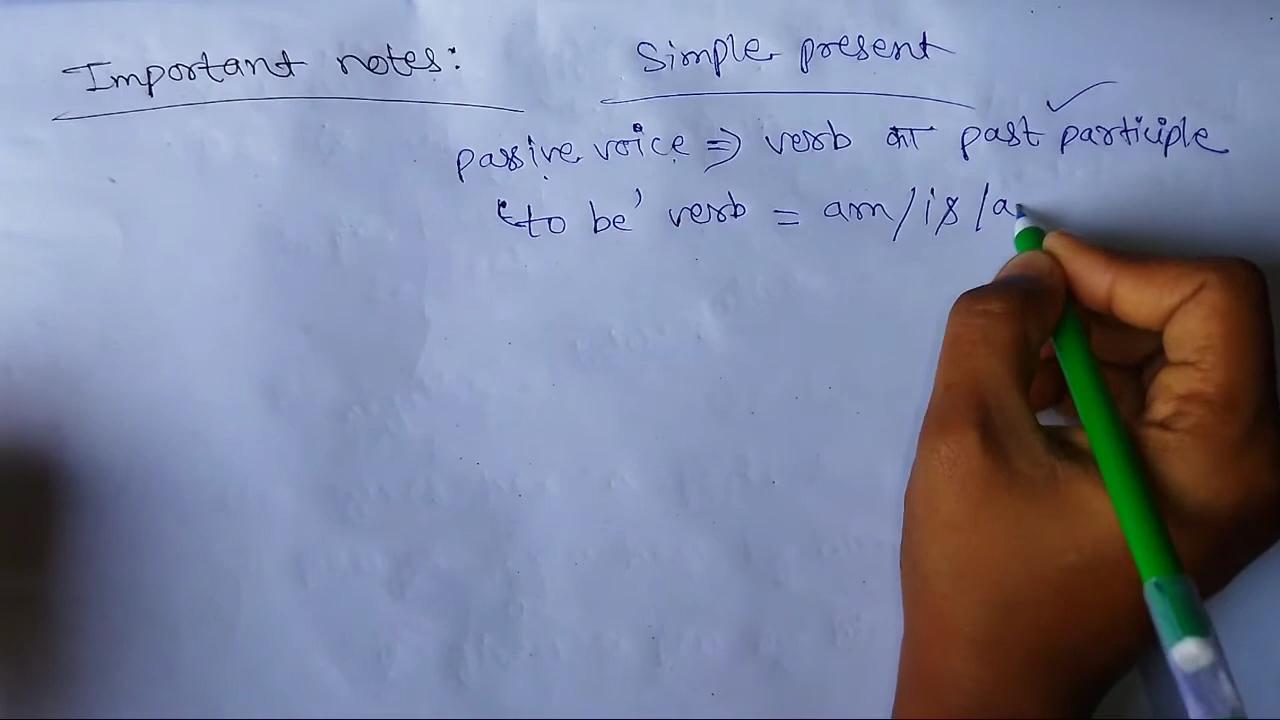 Important notes:
Simple present
passive voice ⇒ verb का past participle
'to be' verb = am/is/a